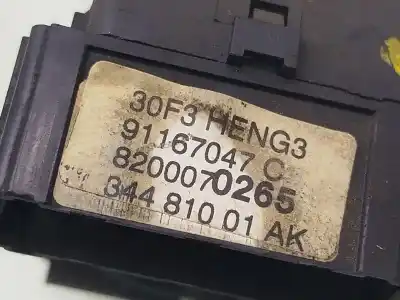 30F3 HENG3
91167047 C
8200070265
344 810 01 AK